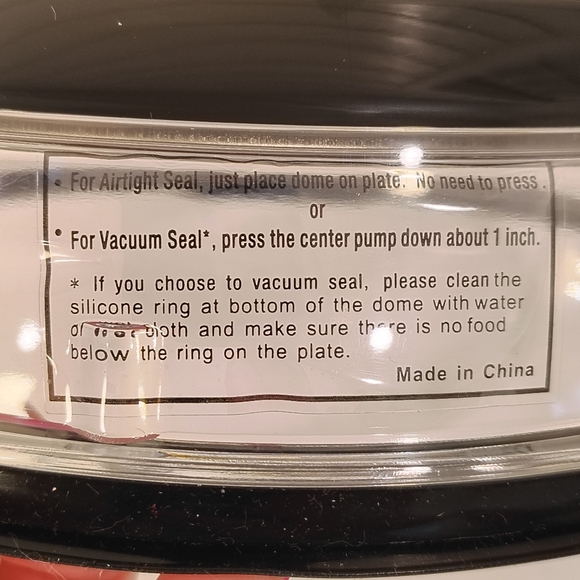 • For Airtight Seal, just place dome on plate. No need to press.
or
• For Vacuum Seal*, press the center pump down about 1 inch.
* If you choose to vacuum seal, please clean the
silicone ring at bottom of the dome with water
cloth and make sure there is no food
below the ring on the plate.
Made in China